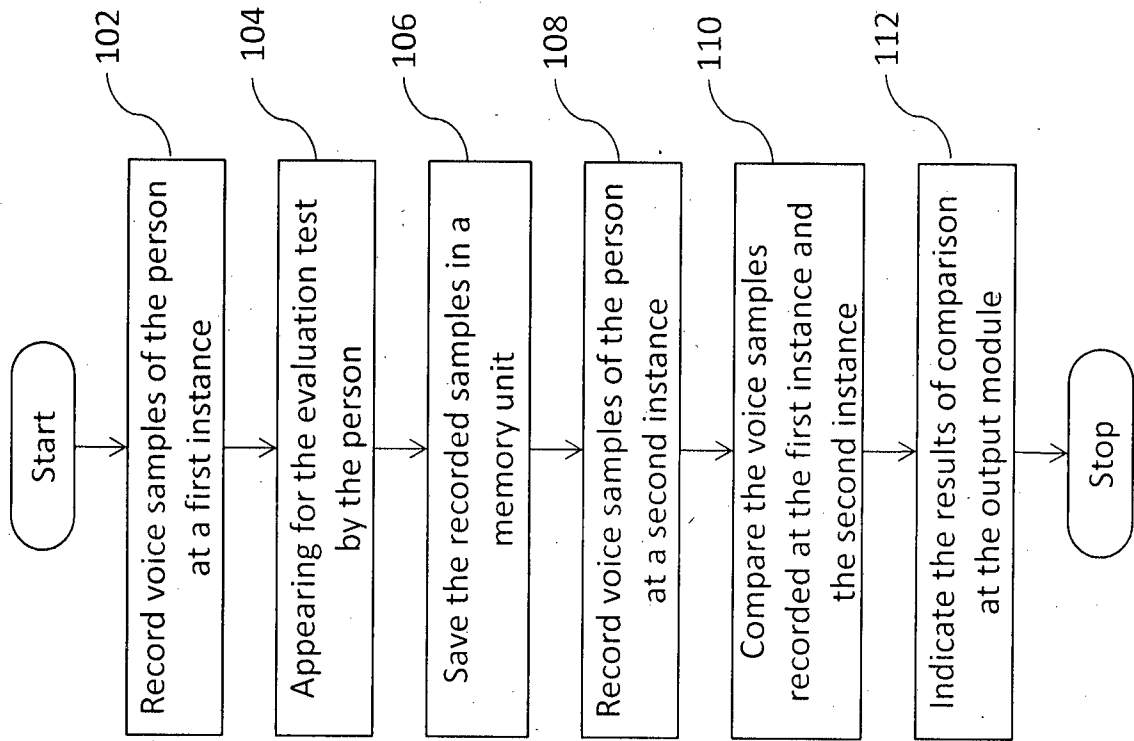 Start
Record voice samples of the person
at a first instance
102
Appearing for the evaluation test
by the person
104
Save the recorded samples in a
memory unit
106
Record voice samples of the person
at a second instance
108
Compare the voice samples
recorded at the first instance and
the second instance
110
Indicate the results of comparison
at the output module
112
Stop